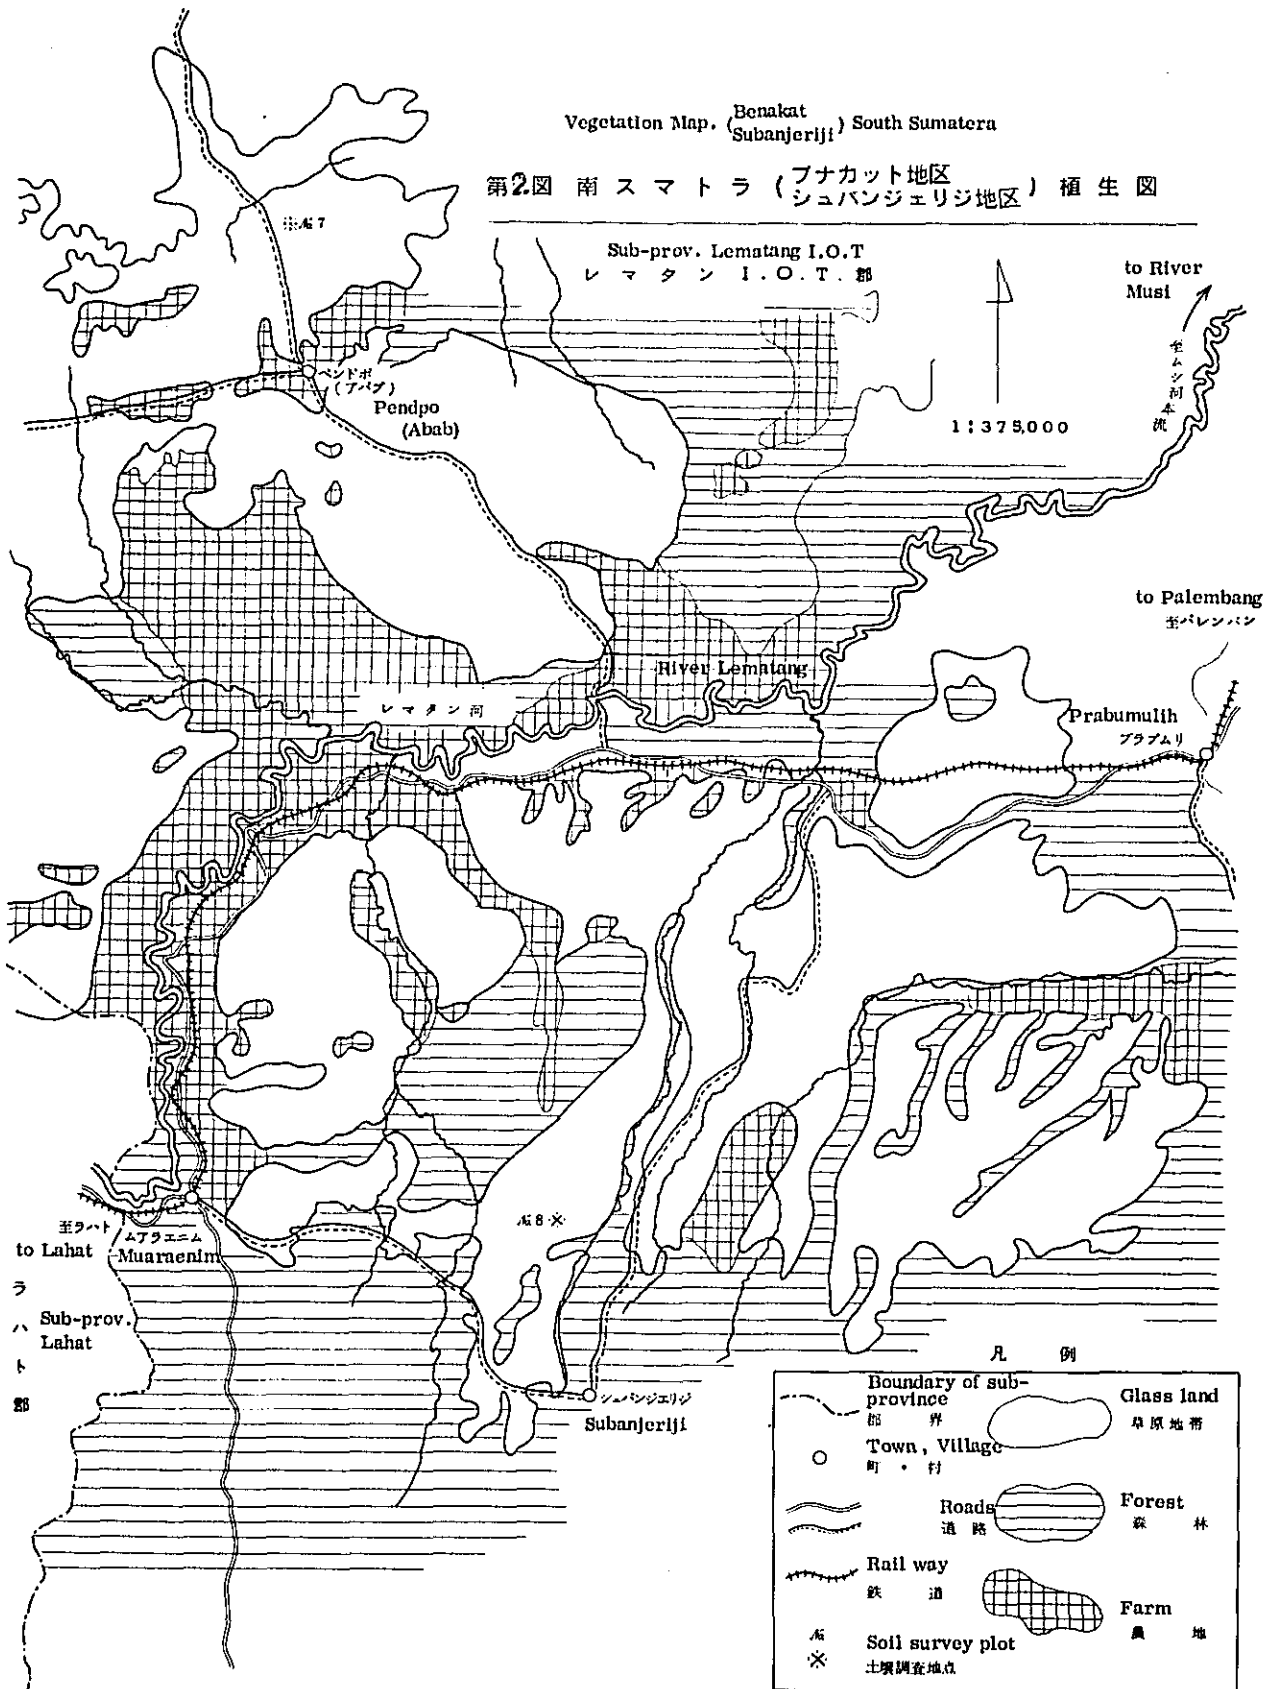 Vegetation Map. (Benakat Subanjeriji) South Sumatera
第2図 南スマトラ(ブナカット地区 シュバンジェリジ地区)植生図
Sub-prov. Lematang I.O.T
レマタン I.O.T.郡
to River
Musi
至ムシ河本流
1:375,000
※№7
ペンドポ
(アバブ)
Pendpo
(Abab)
to Palembang
至パレンバン
River Lematang
レマタン河
Prabumulih
プラブムリ
№8※
至ラハト
to Lahat
ムアラエニム
Muaraenim
Sub-prov.
Lahat
ラハト郡
シュバンジエリジ
Subanjeriji
凡例
Boundary of sub-
province
郡界
Glass land
草原地帯
Town, Village
町・村
Roads
道路
Forest
森林
Rail way
鉄道
Farm
農地
№
※
Soil survey plot
土壌調査地点